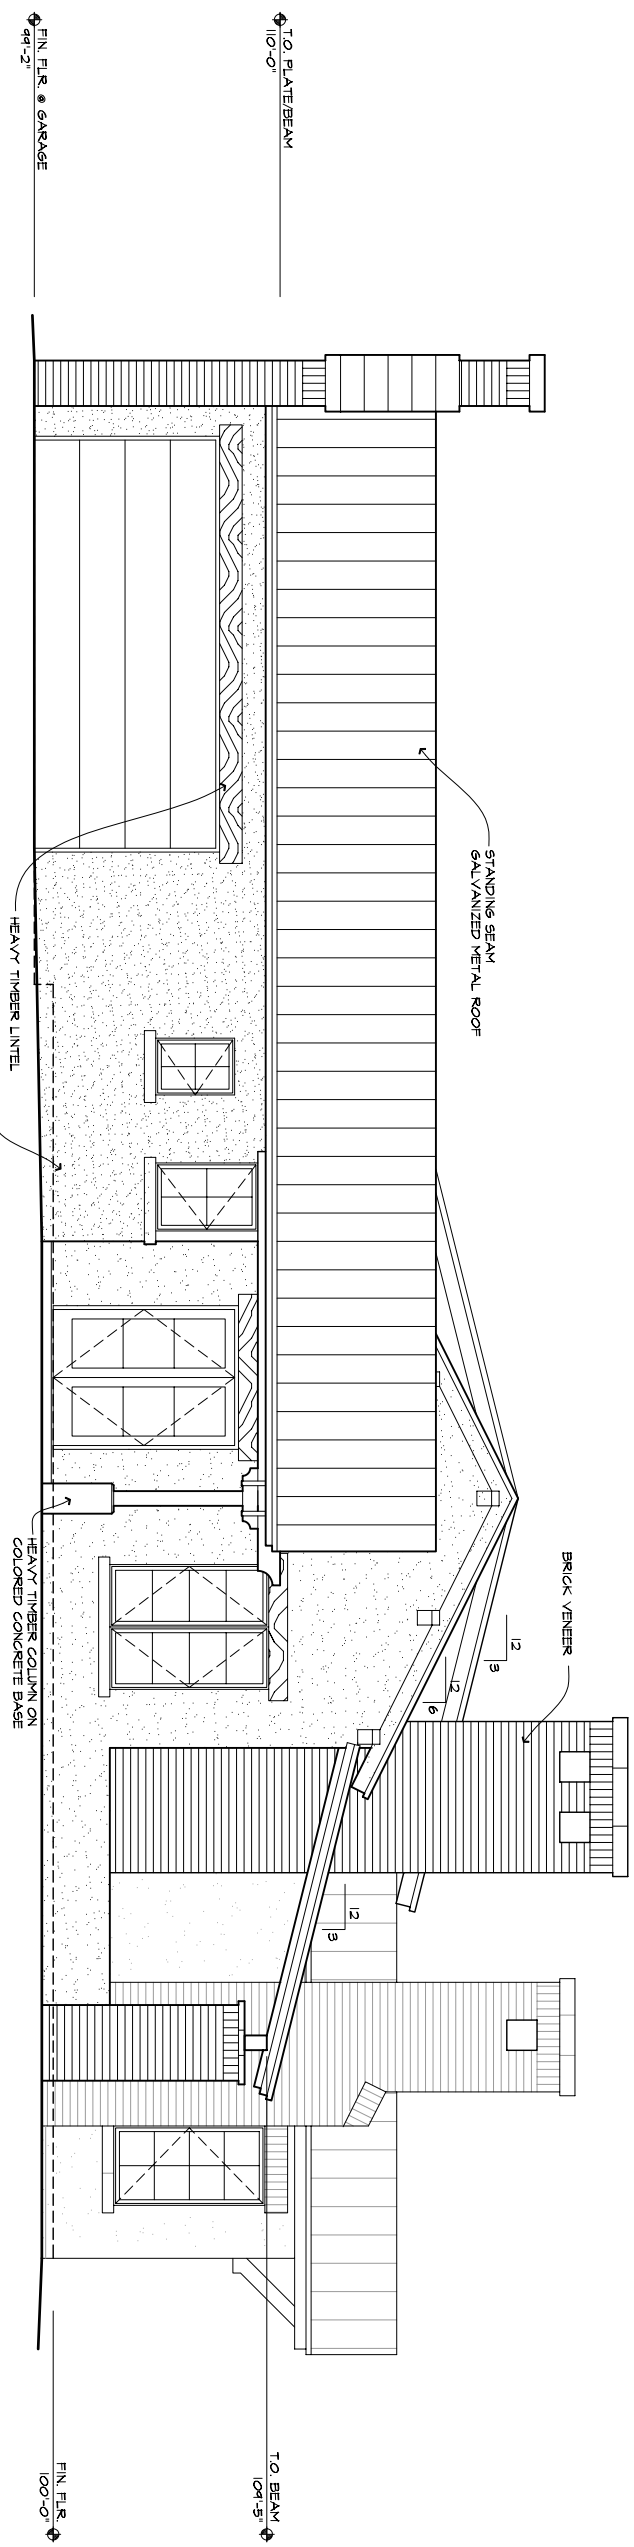 T.O. PLATE/BEAM
110'-0"
FIN. FLR. @ GARAGE
99'-2"
STANDING SEAM
GALVANIZED METAL ROOF
HEAVY TIMBER LINTEL
HEAVY TIMBER COLUMN ON
COLORED CONCRETE BASE
BRICK VENEER
12
3
12
6
12
3
T.O. BEAM
109'-5"
FIN. FLR.
100'-0"